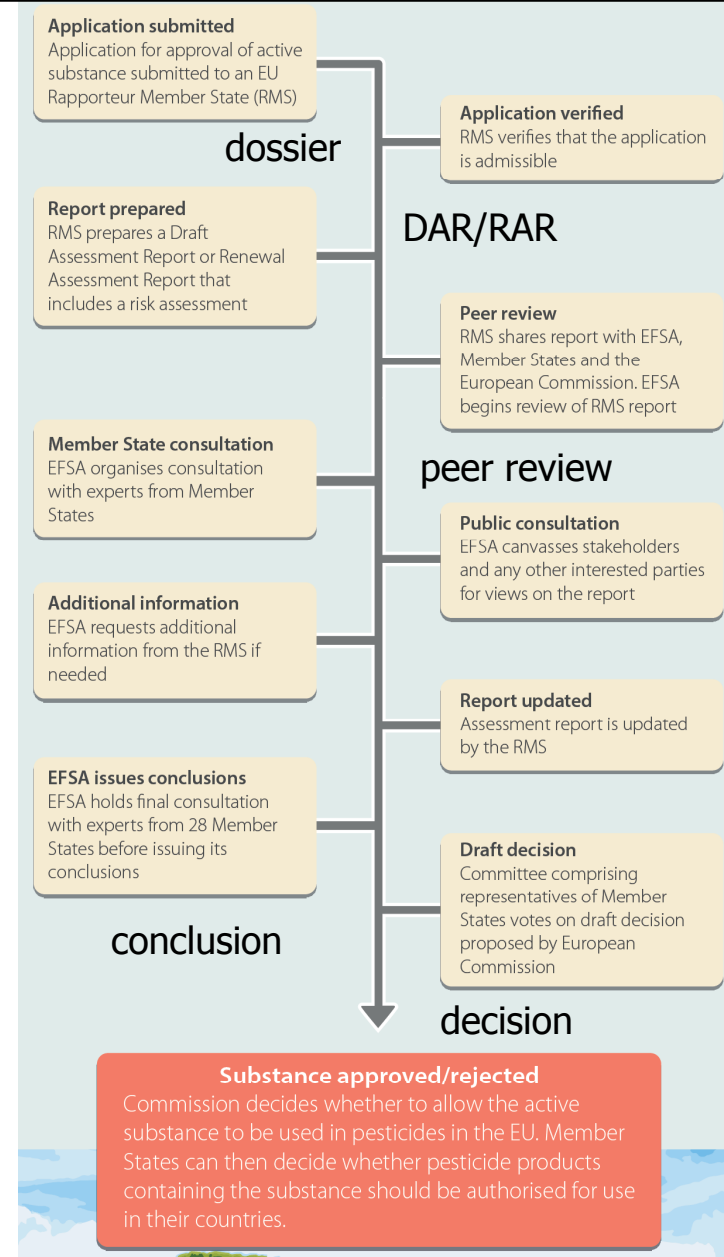 Application submitted
Application for approval of active
substance submitted to an EU
Rapporteur Member State (RMS)
dossier
Application verified
RMS verifies that the application
is admissible
Report prepared
RMS prepares a Draft
Assessment Report or Renewal
Assessment Report that
includes a risk assessment
DAR/RAR
Peer review
RMS shares report with EFSA,
Member States and the
European Commission. EFSA
begins review of RMS report
peer review
Member State consultation
EFSA organises consultation
with experts from Member
States
Public consultation
EFSA canvasses stakeholders
and any other interested parties
for views on the report
Additional information
EFSA requests additional
information from the RMS if
needed
Report updated
Assessment report is updated
by the RMS
EFSA issues conclusions
EFSA holds final consultation
with experts from 28 Member
States before issuing its
conclusions
conclusion
Draft decision
Committee comprising
representatives of Member
States votes on draft decision
proposed by European
Commission
decision
Substance approved/rejected
Commission decides whether to allow the active
substance to be used in pesticides in the EU. Member
States can then decide whether pesticide products
containing the substance should be authorised for use
in their countries.